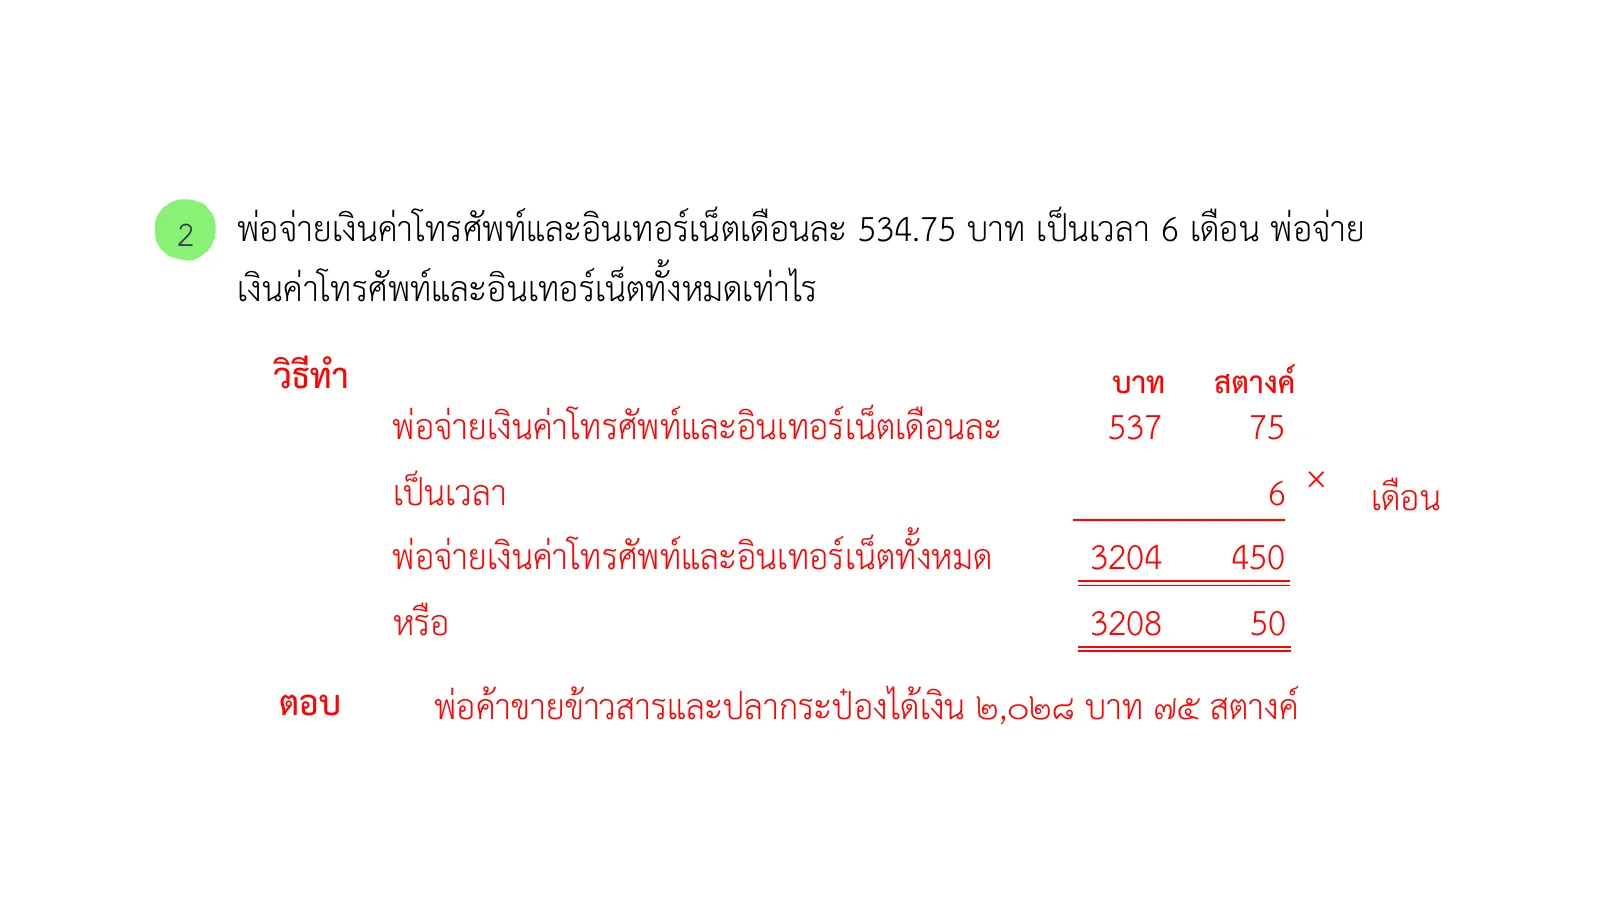 2 พ่อจ่ายเงินค่าโทรศัพท์และอินเทอร์เน็ตเดือนละ 534.75 บาท เป็นเวลา 6 เดือน พ่อจ่าย
เงินค่าโทรศัพท์และอินเทอร์เน็ตทั้งหมดเท่าไร
วิธีทำ บาท สตางค์
พ่อจ่ายเงินค่าโทรศัพท์และอินเทอร์เน็ตเดือนละ 537 75
เป็นเวลา 6 × เดือน
พ่อจ่ายเงินค่าโทรศัพท์และอินเทอร์เน็ตทั้งหมด 3204 450
หรือ 3208 50
ตอบ พ่อค้าขายข้าวสารและปลากระป๋องได้เงิน ๒,๐๒๘ บาท ๗๕ สตางค์